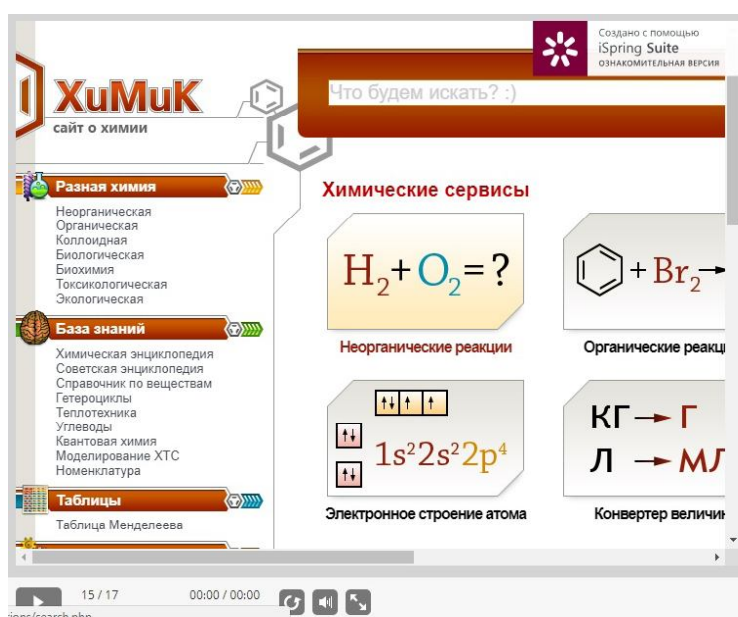 Создано с помощью
iSpring Suite
ОЗНАКОМИТЕЛЬНАЯ ВЕРСИЯ
ХиМиК
сайт о химии
Что будем искать? :)
Разная химия
Неорганическая
Органическая
Коллоидная
Биологическая
Биохимия
Токсикологическая
Экологическая
База знаний
Химическая энциклопедия
Советская энциклопедия
Справочник по веществам
Гетероциклы
Теплотехника
Углеводы
Квантовая химия
Моделирование ХТС
Номенклатура
Таблицы
Таблица Менделеева
Химические сервисы
H₂+O₂=?
+ Br₂→
Неорганические реакции
Органические реакц
1s²2s²2p⁴
КГ → Г
Л → МЛ
Электронное строение атома
Конвертер величин
15 / 17
00:00 / 00:00